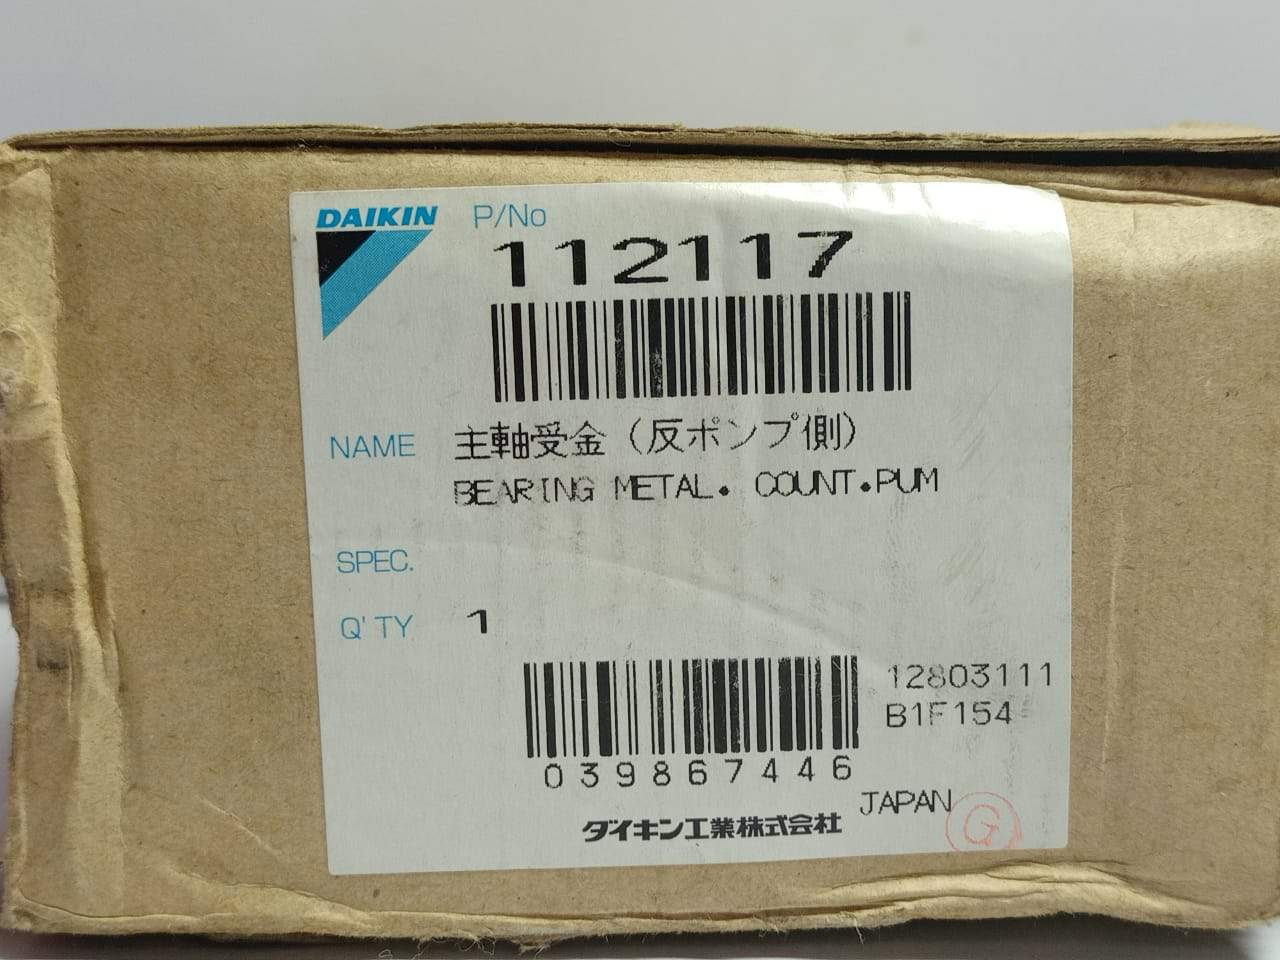 DAIKIN P/No
112117
NAME 主軸受金(反ポンプ側)
BEARING METAL. COUNT.PUM
SPEC.
Q'TY 1
12803111
B1F154
039867446
JAPAN
ダイキン工業株式会社
G